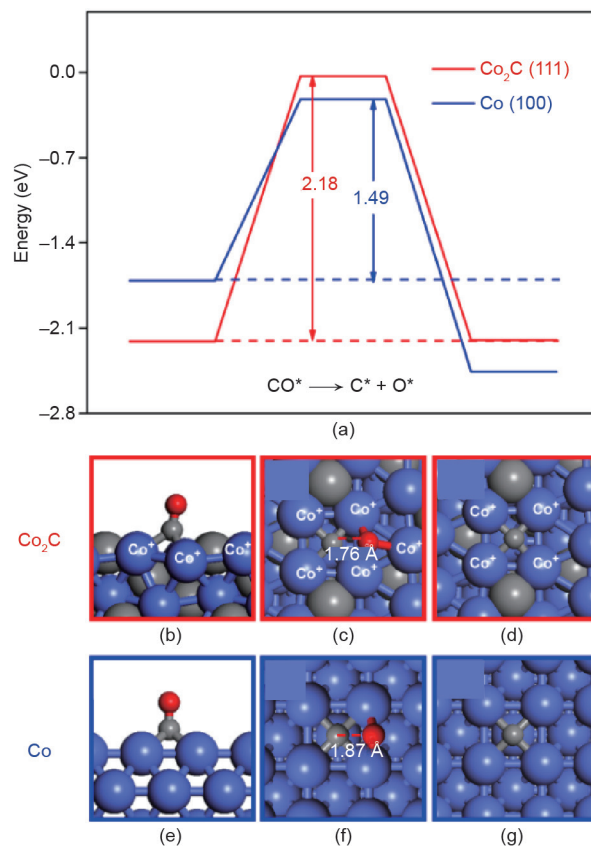 0.0
–0.7
–1.4
–2.1
–2.8
Energy (eV)
Co₂C (111)
Co (100)
2.18
1.49
CO* ⟶ C* + O*
(a)
Co₂C
Co⁺ Co⁺ Co⁺
Co⁺ Co⁺
1.76 Å Co⁺
Co⁺ Co⁺
Co⁺ Co⁺
Co⁺ Co⁺
Co⁺ Co⁺
(b) (c) (d)
Co
1.87 Å
(e) (f) (g)